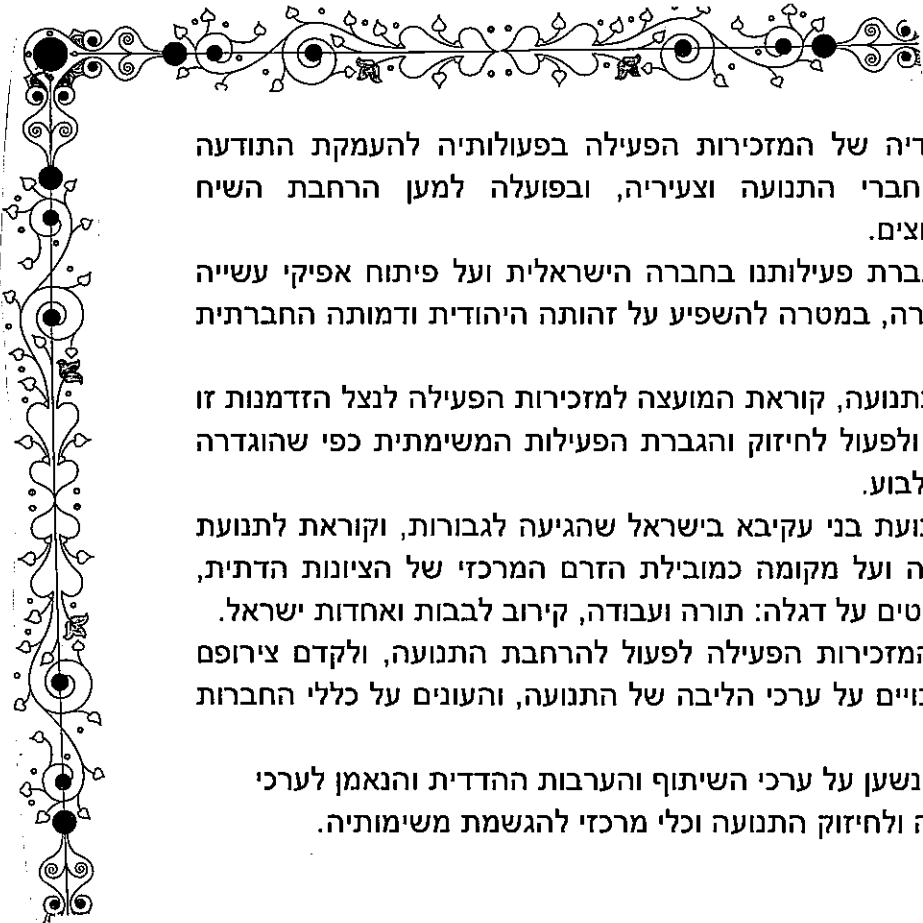 דיה של המזכירות הפעילה בפעולותיה להעמקת התודעה
חברי התנועה וצעיריה, ובפועלה למען הרחבת השיח
וצים.
ברת פעילותנו בחברה הישראלית ועל פיתוח אפיקי עשייה
רה, במטרה להשפיע על זהותה היהודית ודמותה החברתית
תנועה, קוראת המועצה למזכירות הפעילה לנצל הזדמנות זו
ולפעול לחיזוק והגברת הפעילות המשימתית כפי שהוגדרה
לבוע.
נועת בני עקיבא בישראל שהגיעה לגבורות, וקוראת לתנועת
ה ועל מקומה כמובילת הזרם המרכזי של הציונות הדתית,
טים על דגלה: תורה ועבודה, קירוב לבבות ואחדות ישראל.
המזכירות הפעילה לפעול להרחבת התנועה, ולקדם צירופם
נויים על ערכי הליבה של התנועה, והעונים על כללי החברות
נשען על ערכי השיתוף והערבות ההדדית והנאמן לערכי
ה ולחיזוק התנועה וכלי מרכזי להגשמת משימותיה.